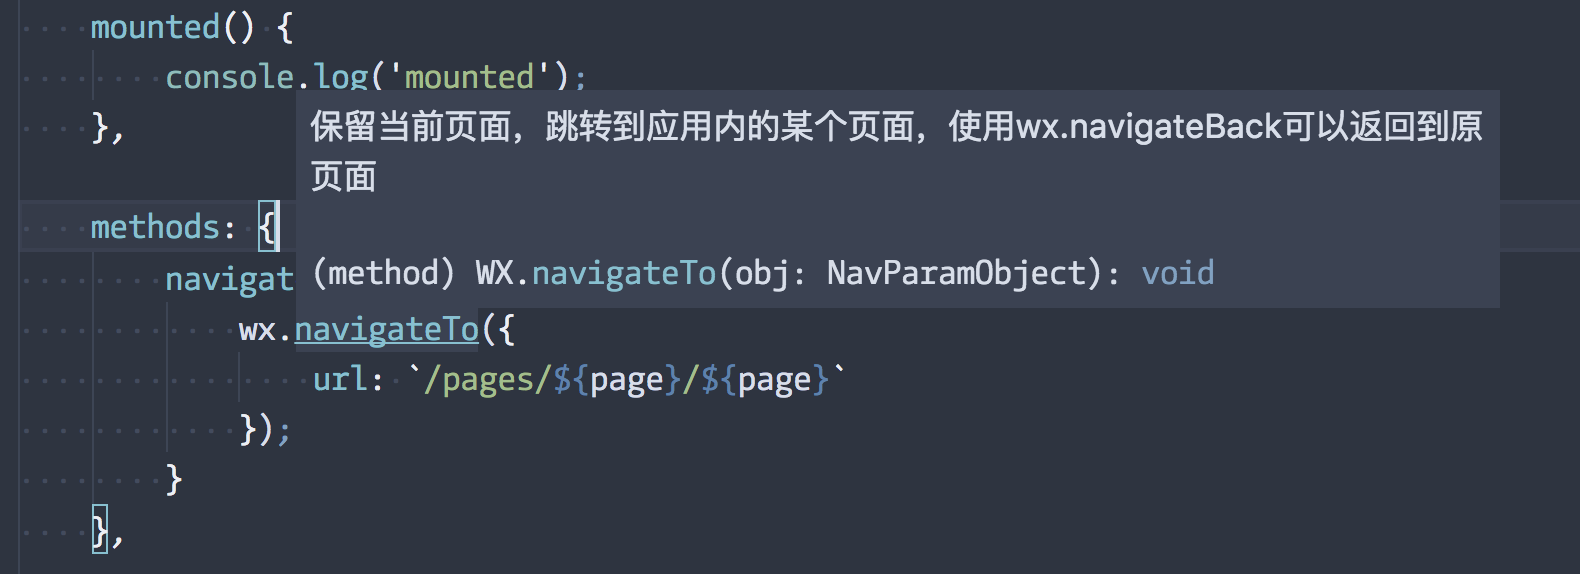 mounted() {
console.log('mounted');
},
保留当前页面，跳转到应用内的某个页面，使用wx.navigateBack可以返回到原
页面
methods: {
(method) WX.navigateTo(obj: NavParamObject): void
navigat
wx.navigateTo({
url: `/pages/${page}/${page}`
});
}
},